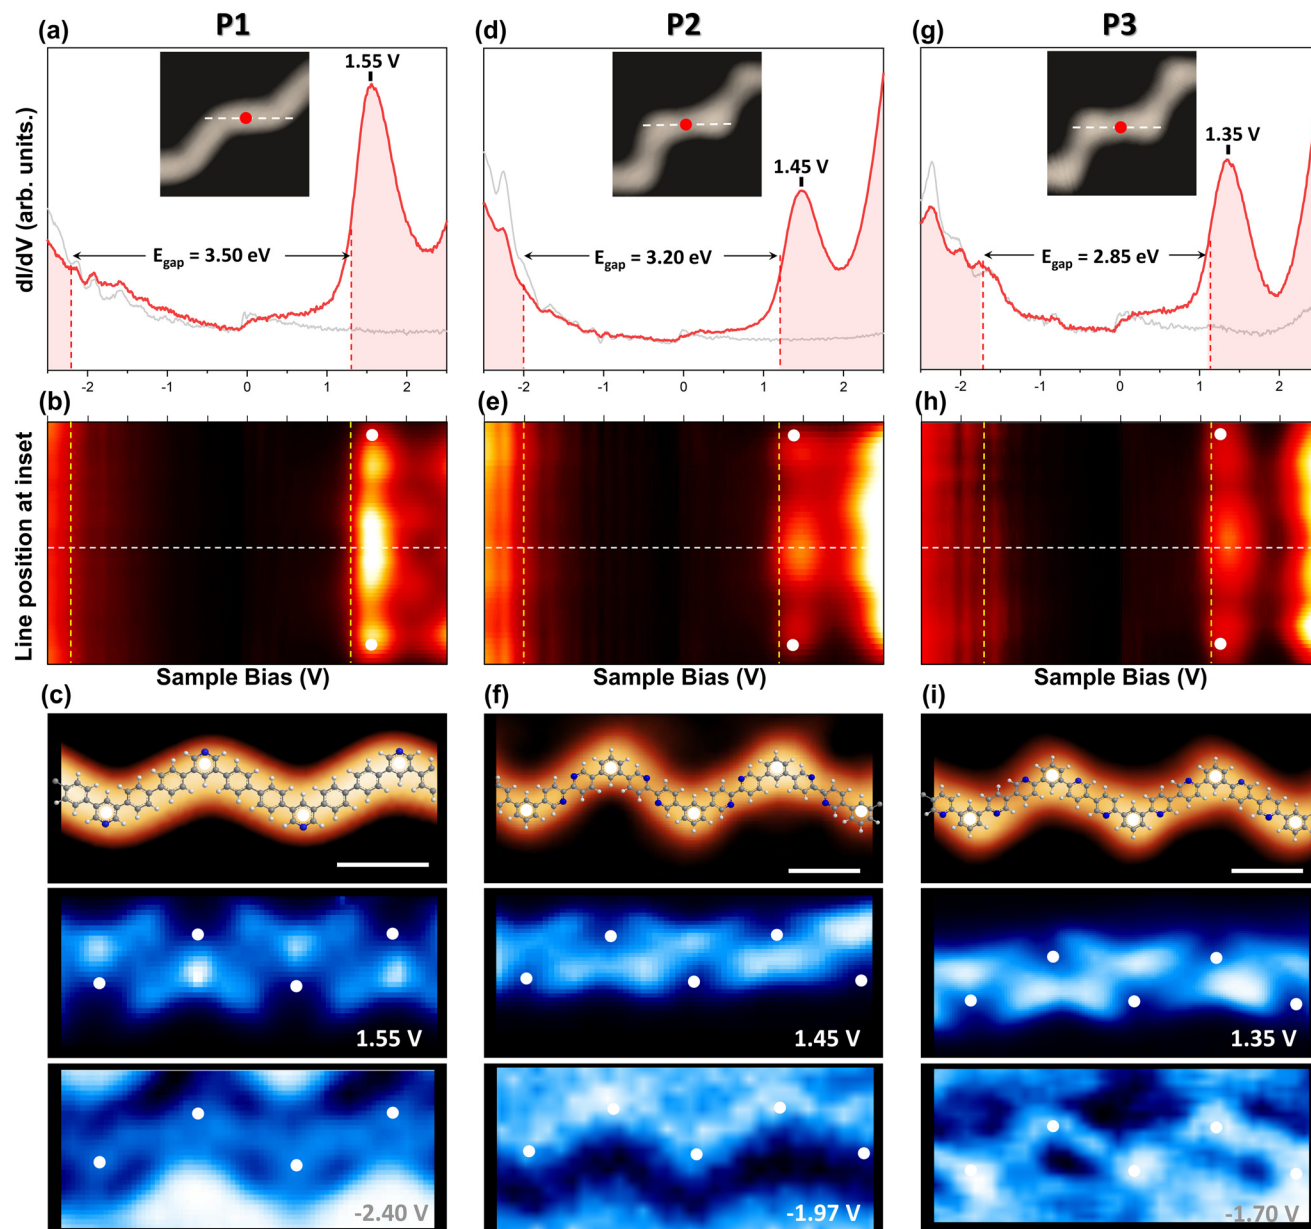 P1
P2
P3
(a)
(d)
(g)
1.55 V
1.45 V
1.35 V
dI/dV (arb. units.)
Egap = 3.50 eV
Egap = 3.20 eV
Egap = 2.85 eV
-2 -1 0 1 2
-2 -1 0 1 2
-2 -1 0 1 2
(b)
(e)
(h)
Line position at inset
Sample Bias (V)
Sample Bias (V)
Sample Bias (V)
(c)
(f)
(i)
1.55 V
1.45 V
1.35 V
-2.40 V
-1.97 V
-1.70 V